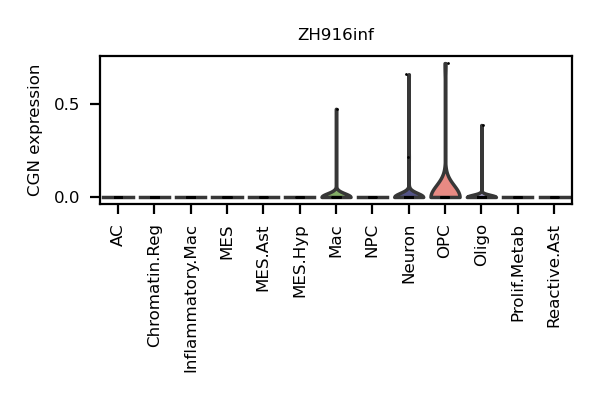 ZH916inf
CGN expression
0.5
0.0
AC
Chromatin.Reg
Inflammatory.Mac
MES
MES.Ast
MES.Hyp
Mac
NPC
Neuron
OPC
Oligo
Prolif.Metab
Reactive.Ast